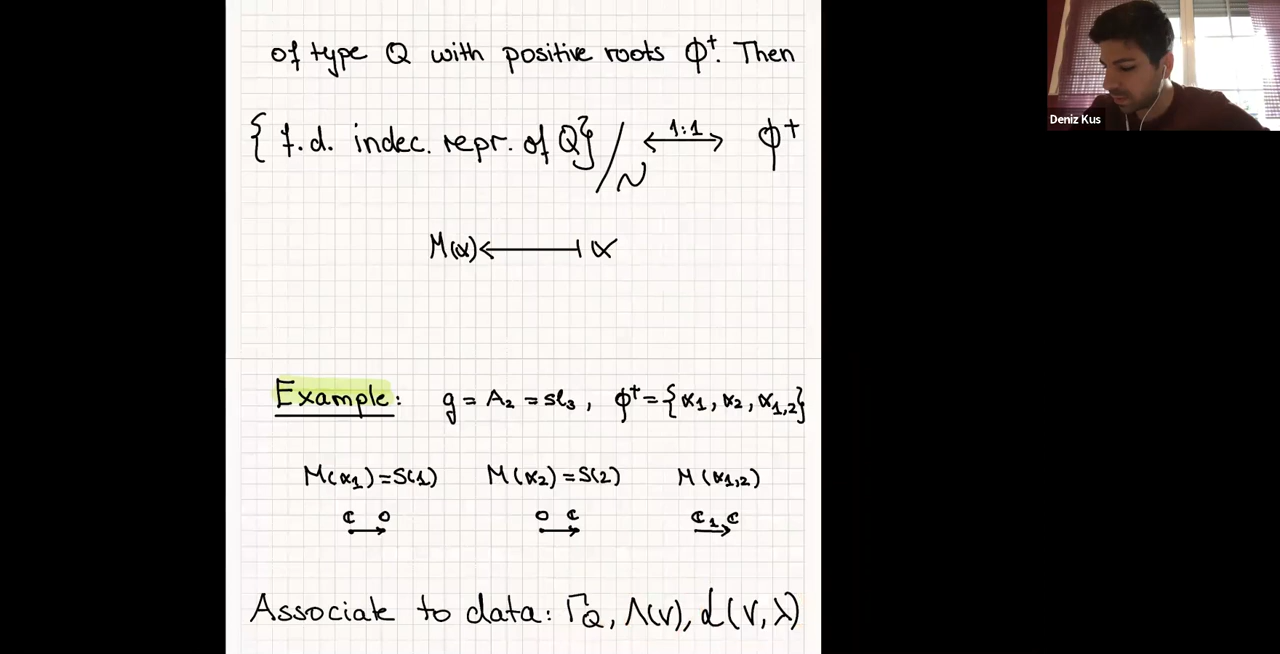 of type Q with positive roots ϕ⁺. Then
{ f.d. indec. repr. of Q}/~ ⟷ 1:1 ϕ⁺
M(α) ⟵ α
Example: g = A₂ = sl₃, ϕ⁺ = {α₁, α₂, α₁,₂}
M(α₁) = S(1) M(α₂) = S(2) M(α₁,₂)
C 0 0 C C 1 C
Associate to data: Γ_Q, Λ(V), L(V, λ)
Deniz Kus